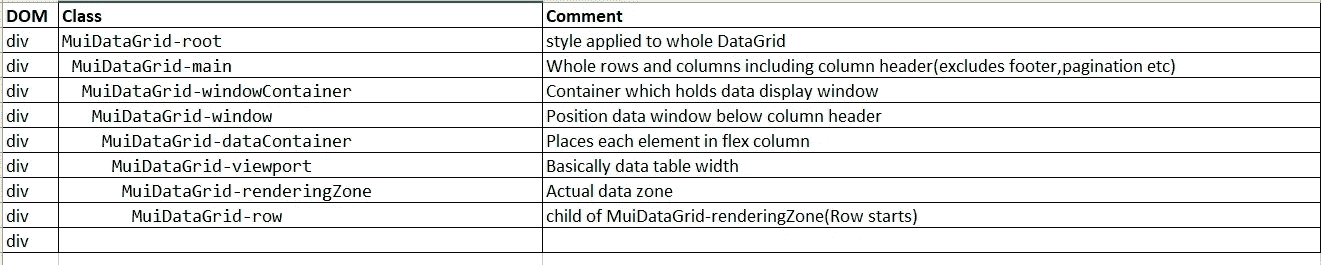 DOM Class Comment
div MuiDataGrid-root style applied to whole DataGrid
div MuiDataGrid-main Whole rows and columns including column header(excludes footer,pagination etc)
div MuiDataGrid-windowContainer Container which holds data display window
div MuiDataGrid-window Position data window below column header
div MuiDataGrid-dataContainer Places each element in flex column
div MuiDataGrid-viewport Basically data table width
div MuiDataGrid-renderingZone Actual data zone
div MuiDataGrid-row child of MuiDataGrid-renderingZone(Row starts)
div